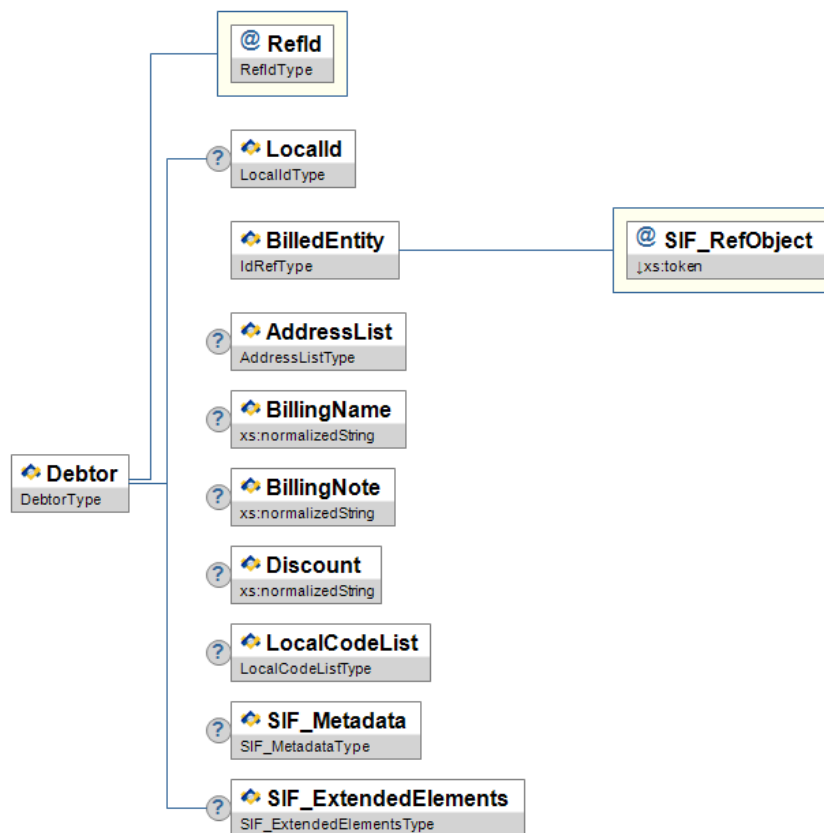 @ RefId
RefIdType
? LocalId
LocalIdType
BilledEntity
IdRefType
@ SIF_RefObject
↓xs:token
? AddressList
AddressListType
? BillingName
xs:normalizedString
Debtor
DebtorType
? BillingNote
xs:normalizedString
? Discount
xs:normalizedString
? LocalCodeList
LocalCodeListType
? SIF_Metadata
SIF_MetadataType
? SIF_ExtendedElements
SIF_ExtendedElementsType